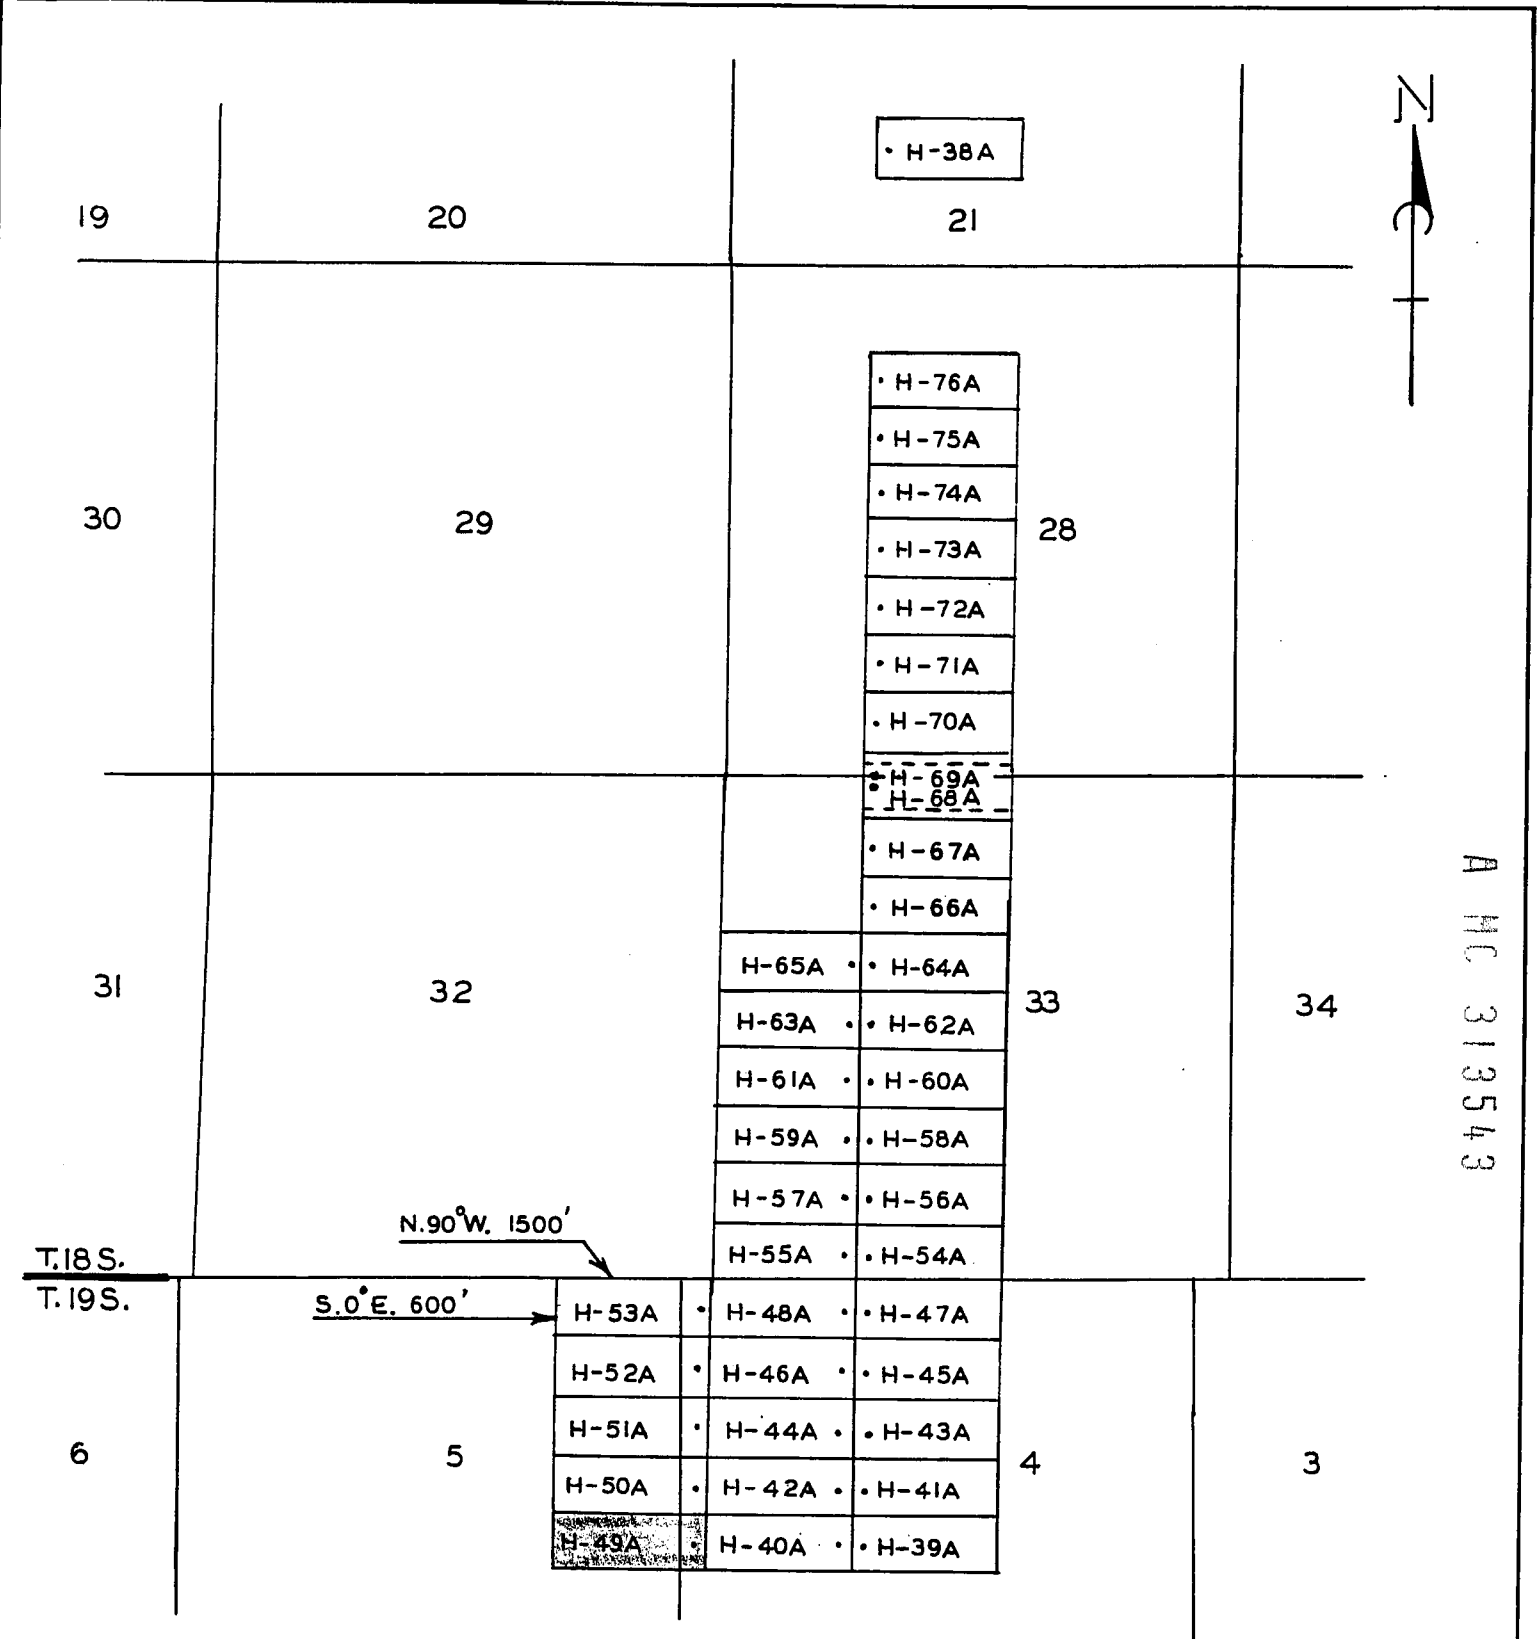 N
H-38A
19 20 21
H-76A
H-75A
H-74A
30 29 28
H-73A
H-72A
H-71A
H-70A
H-69A
H-68A
H-67A
H-66A
H-65A H-64A
31 32 33 34
H-63A H-62A
H-61A H-60A
H-59A H-58A
H-57A H-56A
N.90°W. 1500'
H-55A H-54A
T.18S.
T.19S.
S.0°E. 600'
H-53A H-48A H-47A
H-52A H-46A H-45A
H-51A H-44A H-43A
6 5 4 3
H-50A H-42A H-41A
H-49A H-40A H-39A
A MC 313543